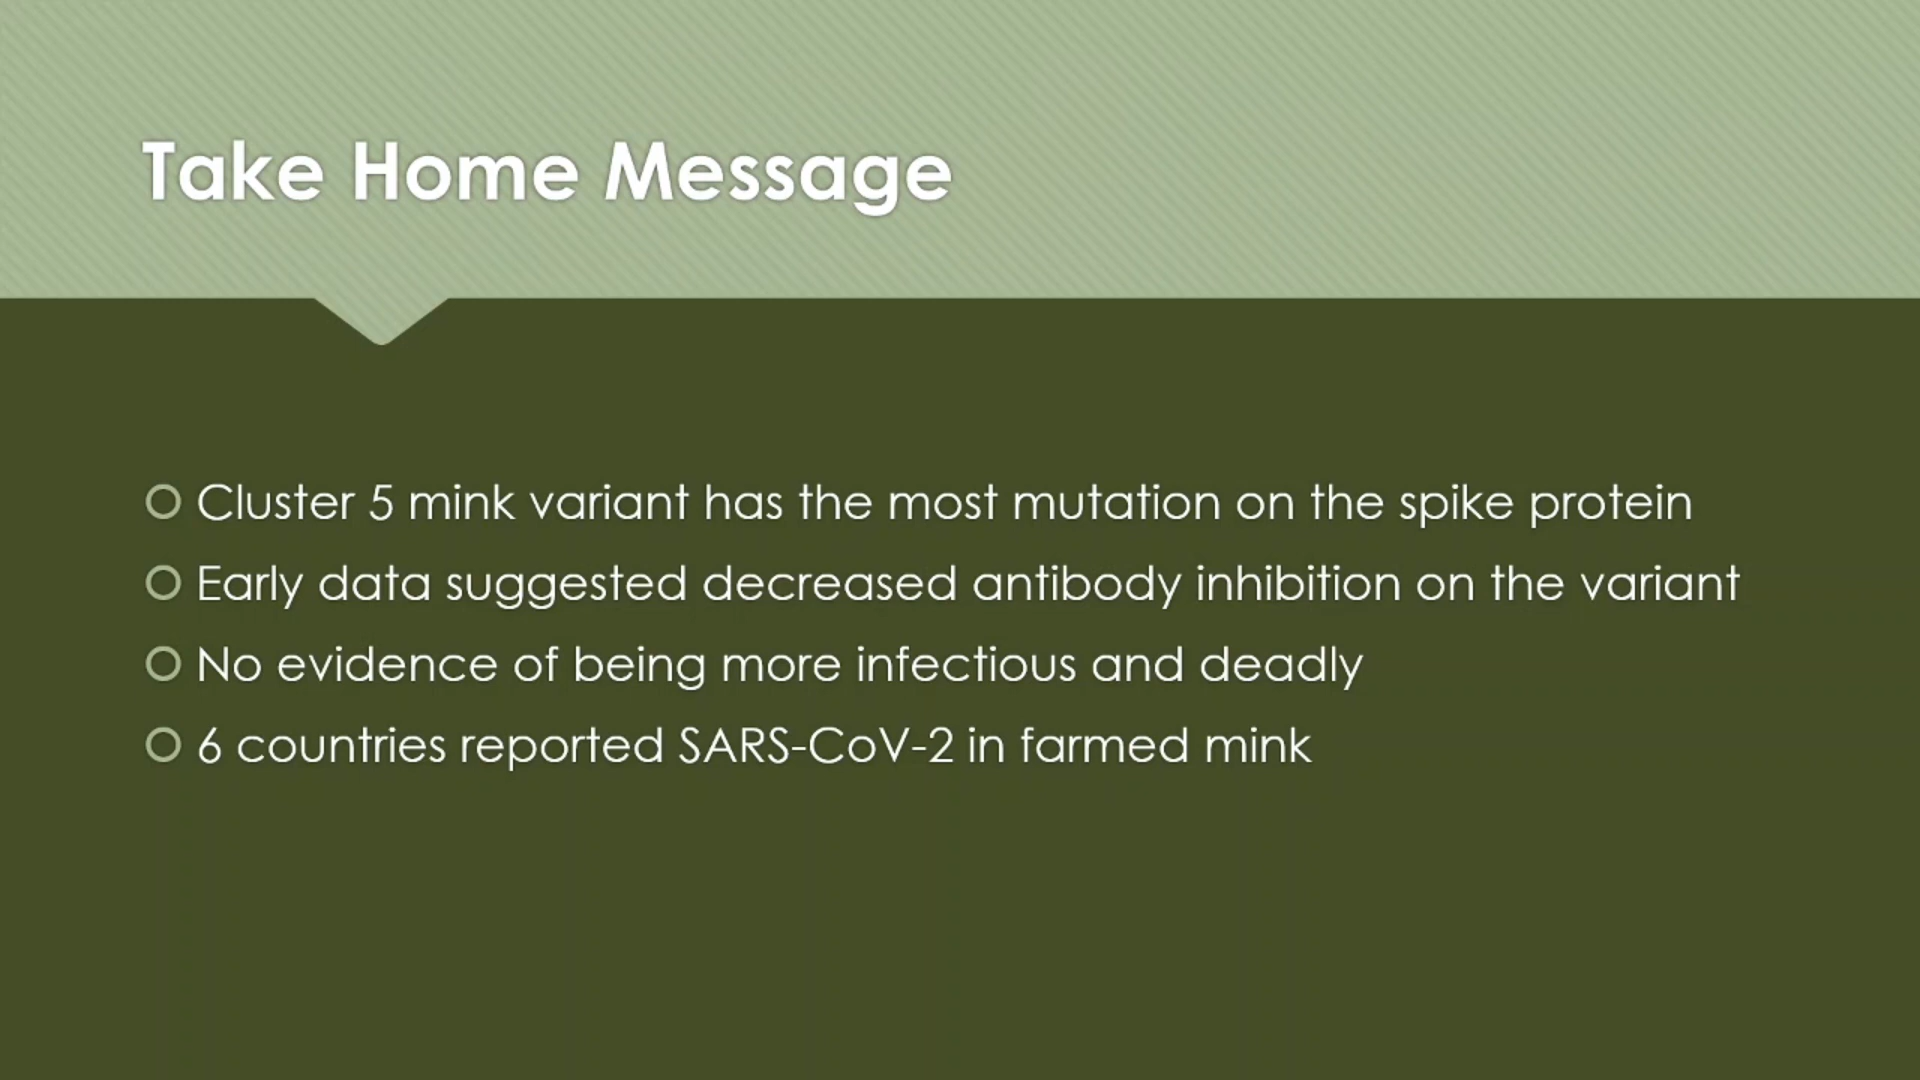 Take Home Message
Cluster 5 mink variant has the most mutation on the spike protein
Early data suggested decreased antibody inhibition on the variant
No evidence of being more infectious and deadly
6 countries reported SARS-CoV-2 in farmed mink